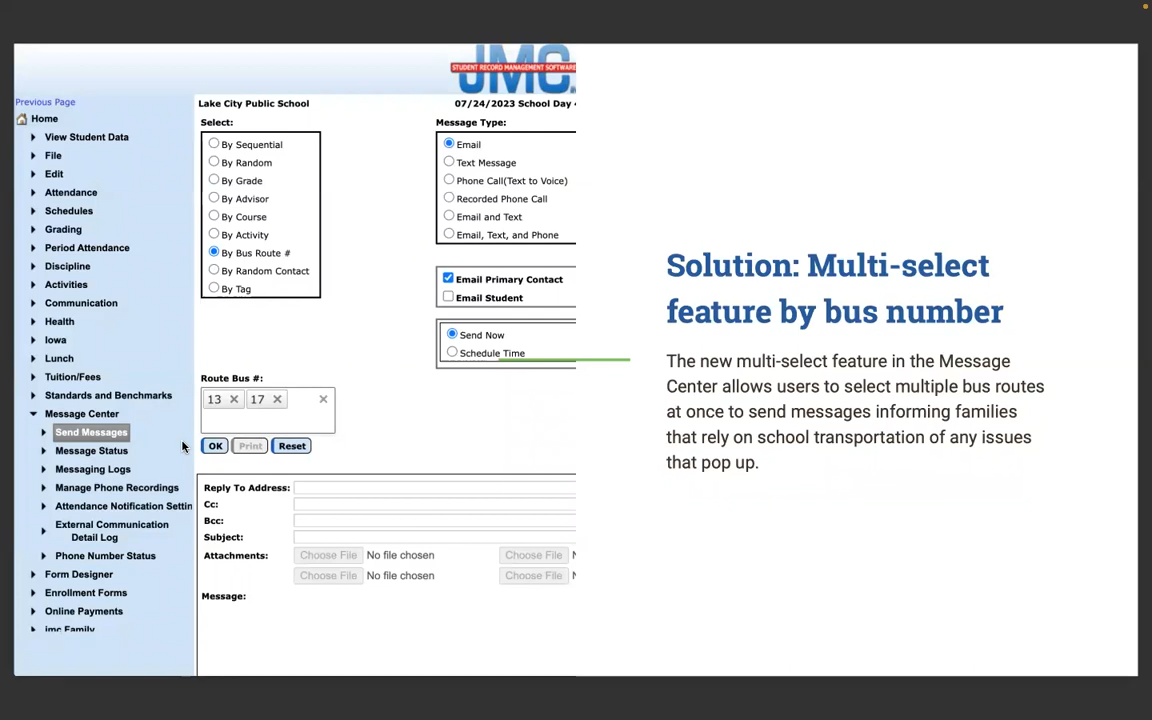 JMC.
STUDENT RECORD MANAGEMENT SOFTWARE
Previous Page
Home
View Student Data
File
Edit
Attendance
Schedules
Grading
Period Attendance
Discipline
Activities
Communication
Health
Iowa
Lunch
Tuition/Fees
Standards and Benchmarks
Message Center
Send Messages
Message Status
Messaging Logs
Manage Phone Recordings
Attendance Notification Settin
External Communication
Detail Log
Phone Number Status
Form Designer
Enrollment Forms
Online Payments
jmc Family
Lake City Public School
07/24/2023 School Day
Select:
By Sequential
By Random
By Grade
By Advisor
By Course
By Activity
By Bus Route #
By Random Contact
By Tag
Message Type:
Email
Text Message
Phone Call(Text to Voice)
Recorded Phone Call
Email and Text
Email, Text, and Phone
Email Primary Contact
Email Student
Send Now
Schedule Time
Route Bus #:
13 × 17 × ×
OK Print Reset
Reply To Address:
Cc:
Bcc:
Subject:
Attachments: Choose File No file chosen Choose File N
Choose File No file chosen Choose File N
Message:
Solution: Multi-select
feature by bus number
The new multi-select feature in the Message
Center allows users to select multiple bus routes
at once to send messages informing families
that rely on school transportation of any issues
that pop up.